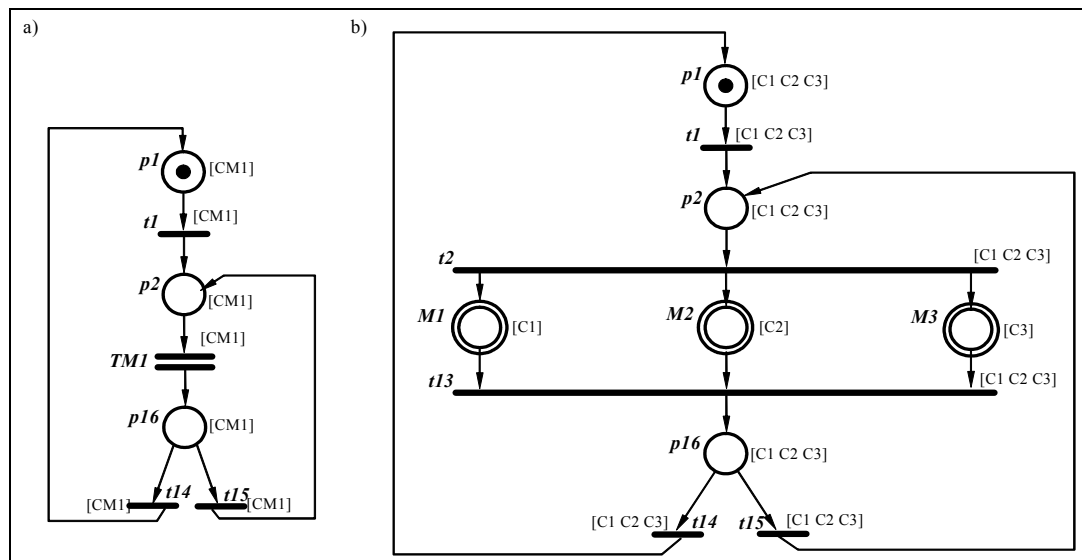 a)
p1
[CM1]
t1
[CM1]
p2
[CM1]
[CM1]
TM1
p16
[CM1]
[CM1]
t14
t15
[CM1]
b)
p1
[C1 C2 C3]
t1
[C1 C2 C3]
p2
[C1 C2 C3]
t2
[C1 C2 C3]
M1
[C1]
M2
[C2]
M3
[C3]
t13
[C1 C2 C3]
p16
[C1 C2 C3]
[C1 C2 C3]
t14
t15
[C1 C2 C3]